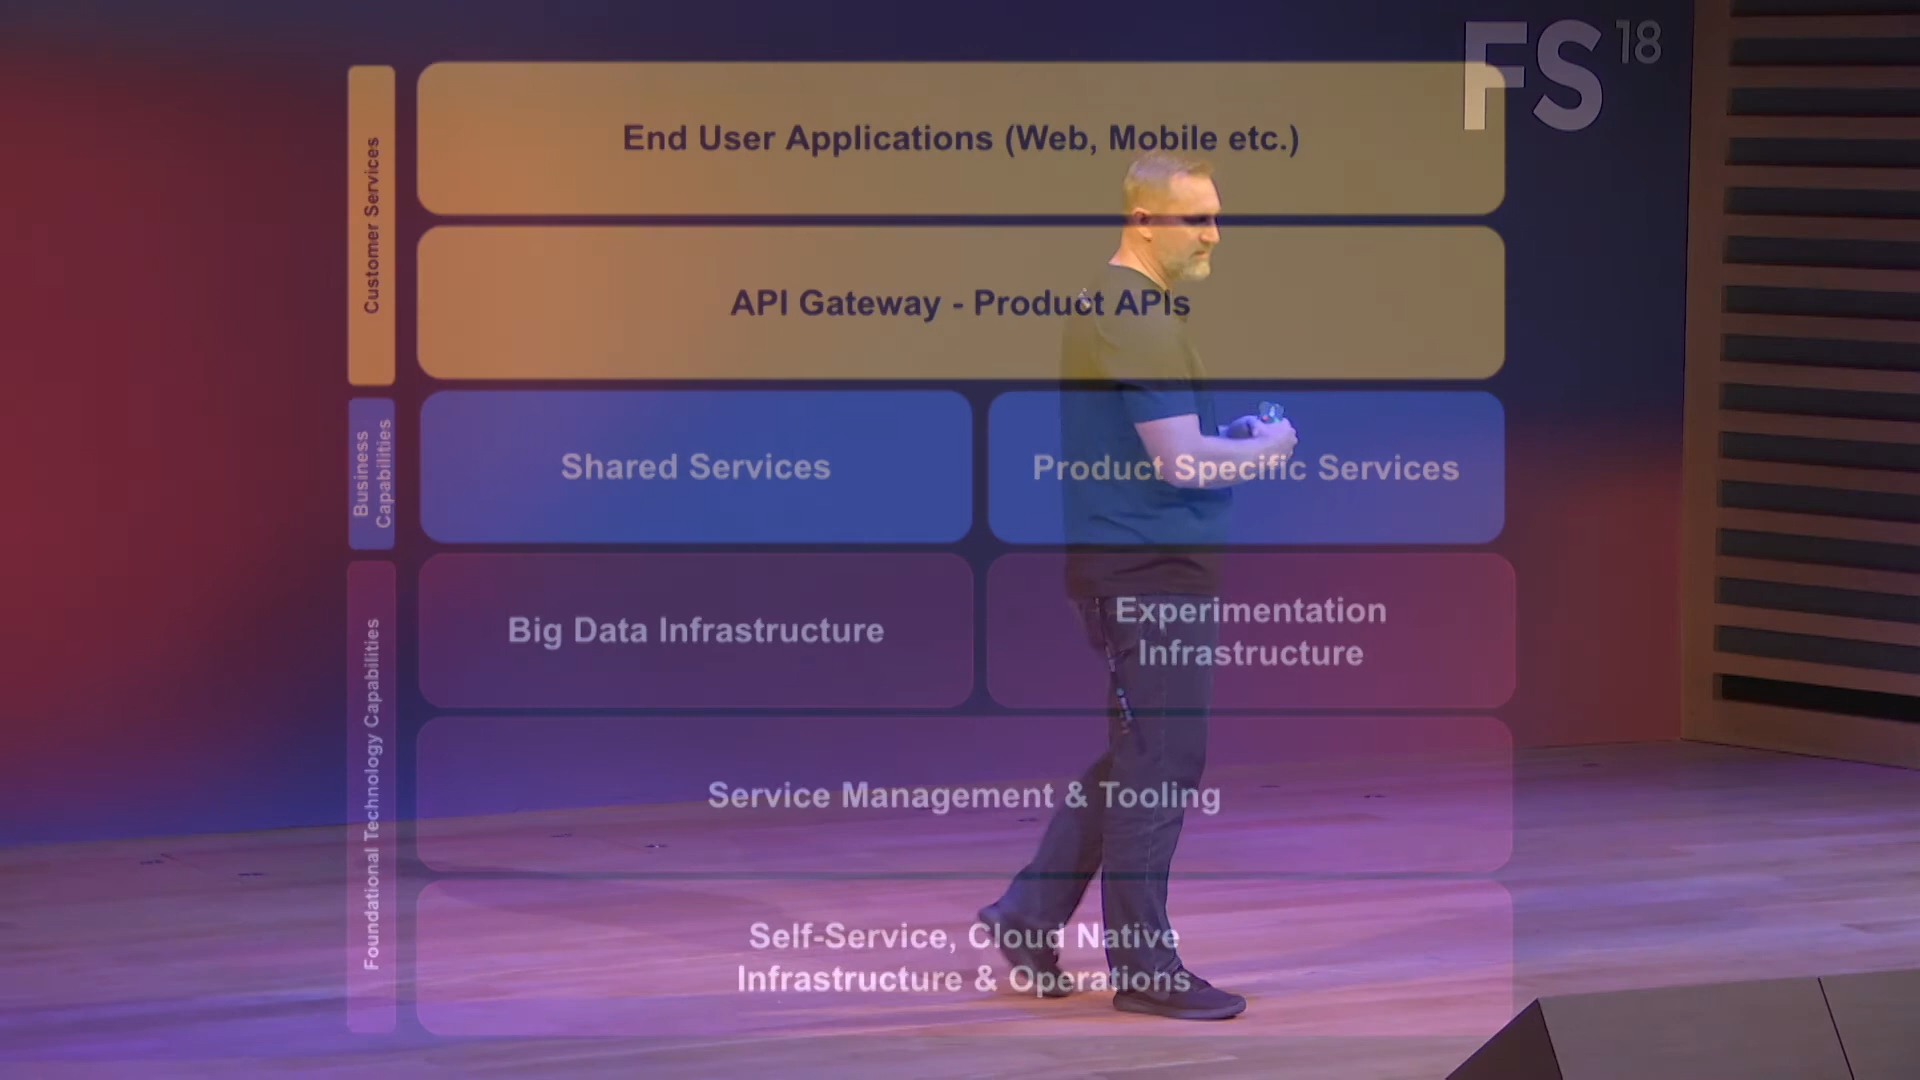 FS18
Customer Services
End User Applications (Web, Mobile etc.)
API Gateway - Product APIs
Business
Capabilities
Shared Services
Product Specific Services
Foundational Technology Capabilities
Big Data Infrastructure
Experimentation
Infrastructure
Service Management & Tooling
Self-Service, Cloud Native
Infrastructure & Operations